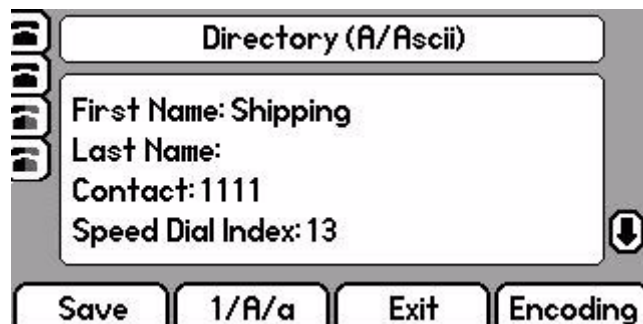 Directory (A/Ascii)
First Name: Shipping
Last Name:
Contact: 1111
Speed Dial Index: 13
Save 1/A/a Exit Encoding